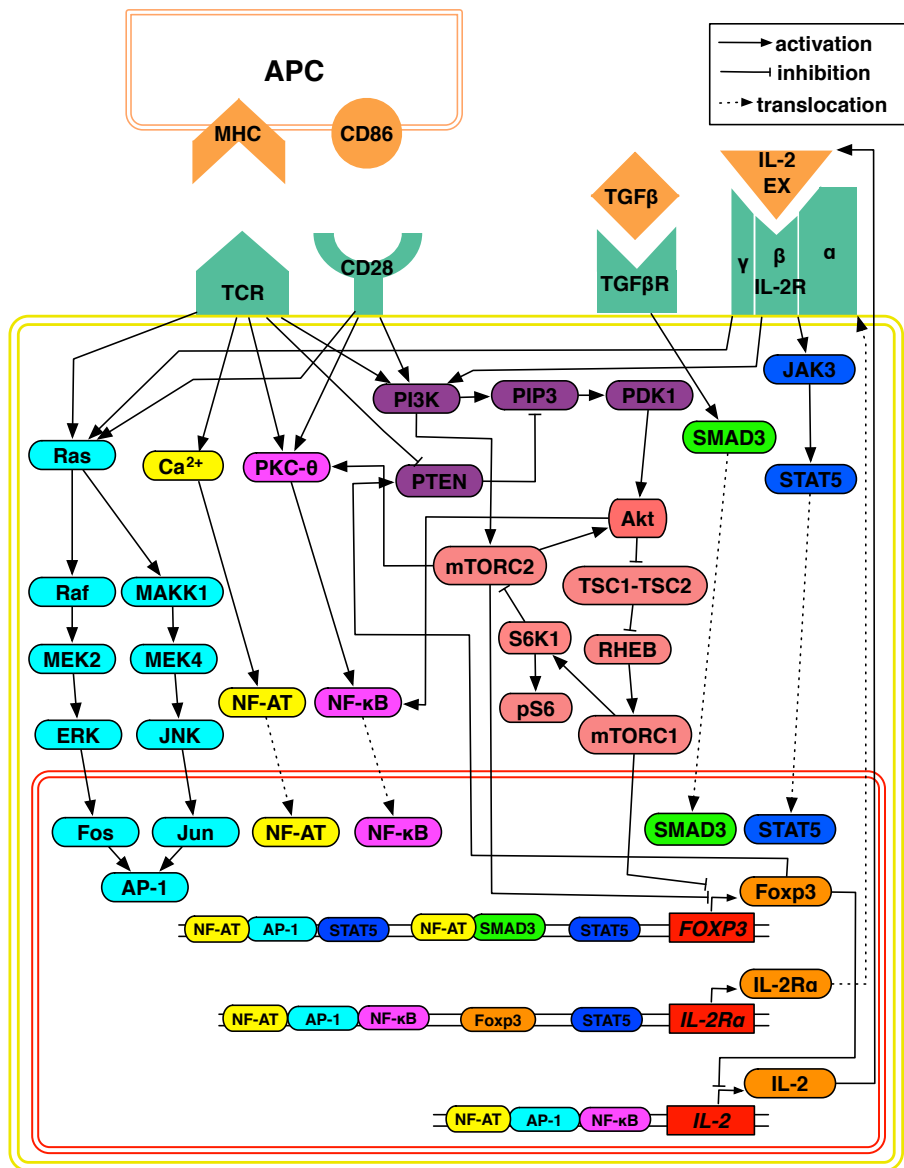 activation
inhibition
translocation
APC
MHC
CD86
IL-2
EX
TGFβ
γ
β
α
IL-2R
CD28
TCR
TGFβR
JAK3
PI3K
PIP3
PDK1
SMAD3
Ras
Ca²⁺
PKC-θ
PTEN
STAT5
Akt
mTORC2
TSC1-TSC2
Raf
MAKK1
S6K1
RHEB
MEK2
MEK4
NF-AT
NF-κB
pS6
ERK
JNK
mTORC1
Fos
Jun
NF-AT
NF-κB
SMAD3
STAT5
AP-1
Foxp3
NF-AT
AP-1
STAT5
NF-AT
SMAD3
STAT5
FOXP3
IL-2Rα
NF-AT
AP-1
NF-κB
Foxp3
STAT5
IL-2Rα
IL-2
NF-AT
AP-1
NF-κB
IL-2